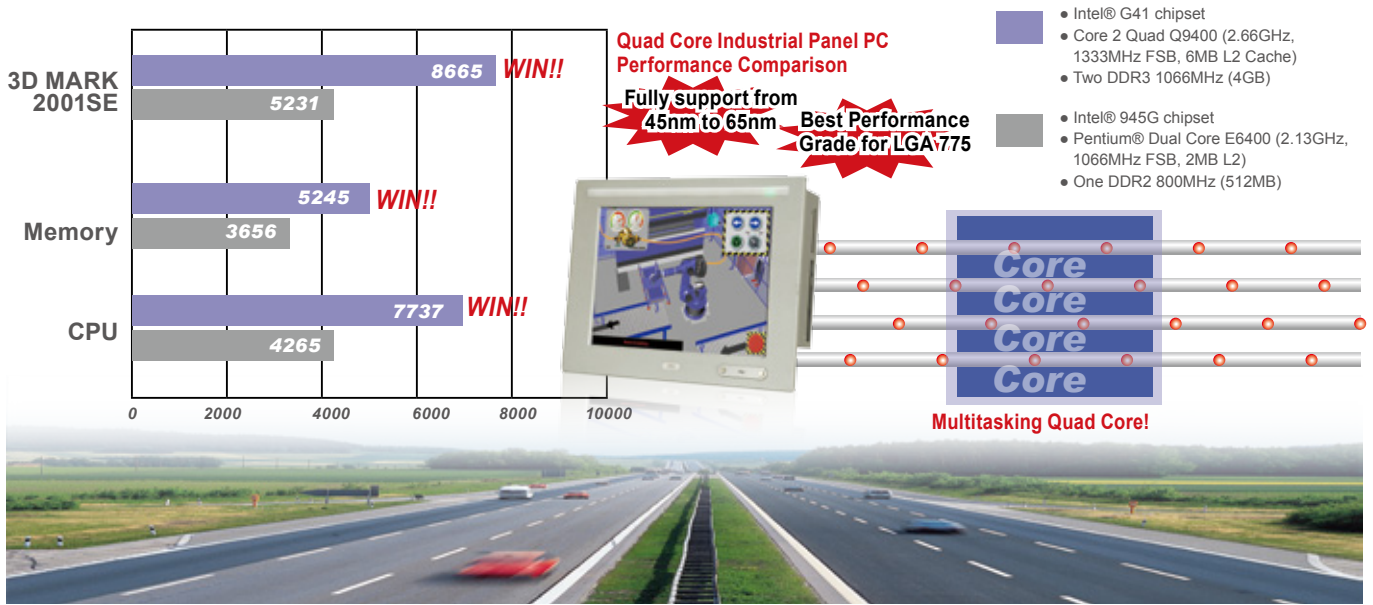 3D MARK
2001SE
8665
WIN!!
5231
Memory
5245
WIN!!
3656
CPU
7737
WIN!!
4265
0 2000 4000 6000 8000 10000
Quad Core Industrial Panel PC
Performance Comparison
Fully support from
45nm to 65nm
Best Performance
Grade for LGA 775
● Intel® G41 chipset
● Core 2 Quad Q9400 (2.66GHz,
1333MHz FSB, 6MB L2 Cache)
● Two DDR3 1066MHz (4GB)
● Intel® 945G chipset
● Pentium® Dual Core E6400 (2.13GHz,
1066MHz FSB, 2MB L2)
● One DDR2 800MHz (512MB)
Core
Core
Core
Core
Multitasking Quad Core!